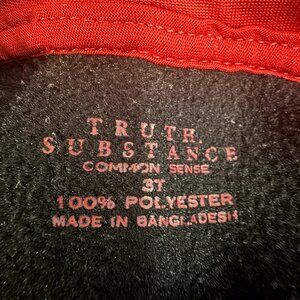 TRUTH
SUBSTANCE
COMMON SENSE
3T
100% POLYESTER
MADE IN BANGLADESH